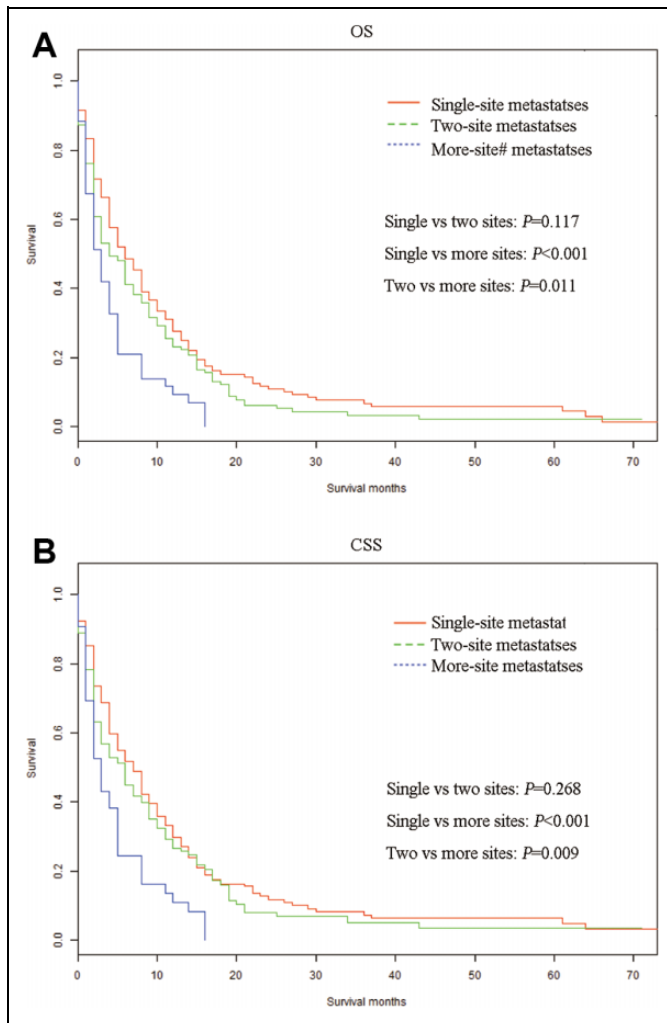 A
OS
Single-site metastatses
Two-site metastatses
More-site# metastatses
Single vs two sites: P=0.117
Single vs more sites: P<0.001
Two vs more sites: P=0.011
Survival
1.0
0.8
0.6
0.4
0.2
0.0
0 10 20 30 40 50 60 70
Survival months
B
CSS
Single-site metastat
Two-site metastatses
More-site metastatses
Single vs two sites: P=0.268
Single vs more sites: P<0.001
Two vs more sites: P=0.009
Survival
1.0
0.8
0.6
0.4
0.2
0.0
0 10 20 30 40 50 60 70
Survival months